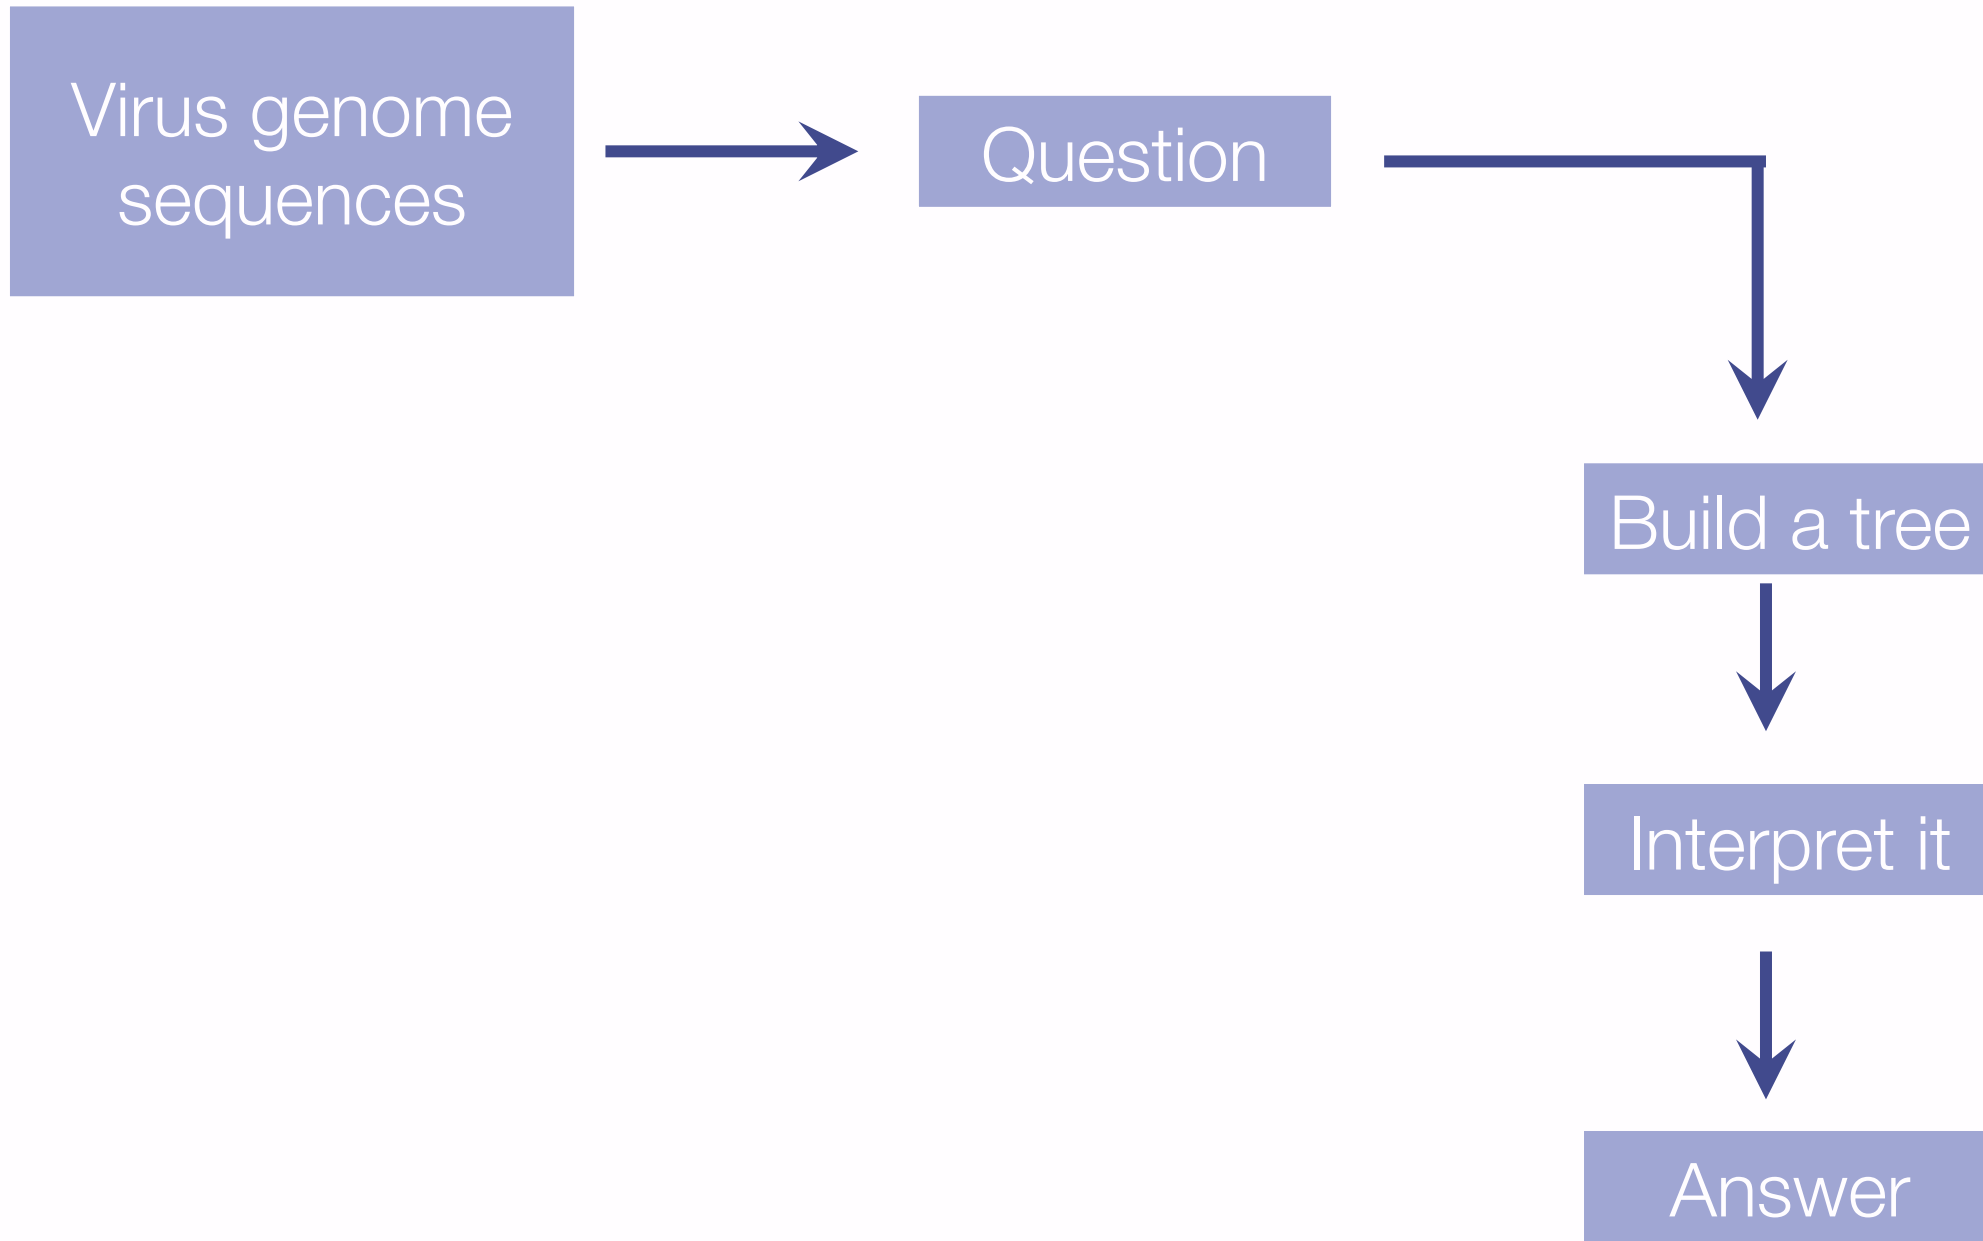 Virus genome
sequences
Question
Build a tree
Interpret it
Answer